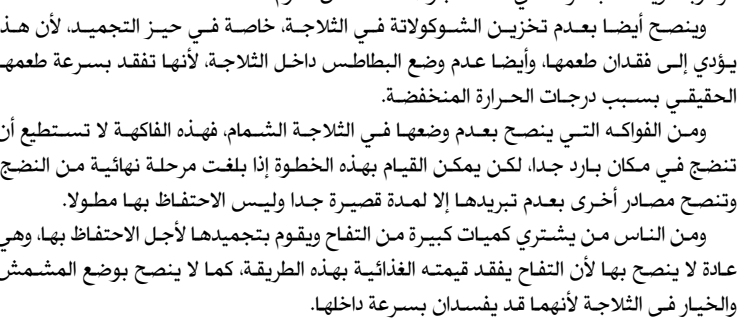 وينصح أيضا بعدم تخزين الشوكولاتة في الثلاجة، خاصة في حيز التجميد، لأن هذ
يؤدي إلى فقدان طعمها، وأيضا عدم وضع البطاطس داخل الثلاجة، لأنها تفقد بسرعة طعمه
الحقيقي بسبب درجات الحرارة المنخفضة.
ومن الفواكه التي ينصح بعدم وضعها في الثلاجة الشمام، فهذه الفاكهة لا تستطيع أن
تنضج في مكان بارد جدا، لكن يمكن القيام بهذه الخطوة إذا بلغت مرحلة نهائية من النضج
وتنصح مصادر أخرى بعدم تبريدها إلا لمدة قصيرة جدا وليس الاحتفاظ بها مطولا.
ومن الناس من يشتري كميات كبيرة من التفاح ويقوم بتجميدها لأجل الاحتفاظ بها، وهي
عادة لا ينصح بها لأن التفاح يفقد قيمته الغذائية بهذه الطريقة، كما لا ينصح بوضع المشمش
والخيار في الثلاجة لأنهما قد يفسدان بسرعة داخلها.